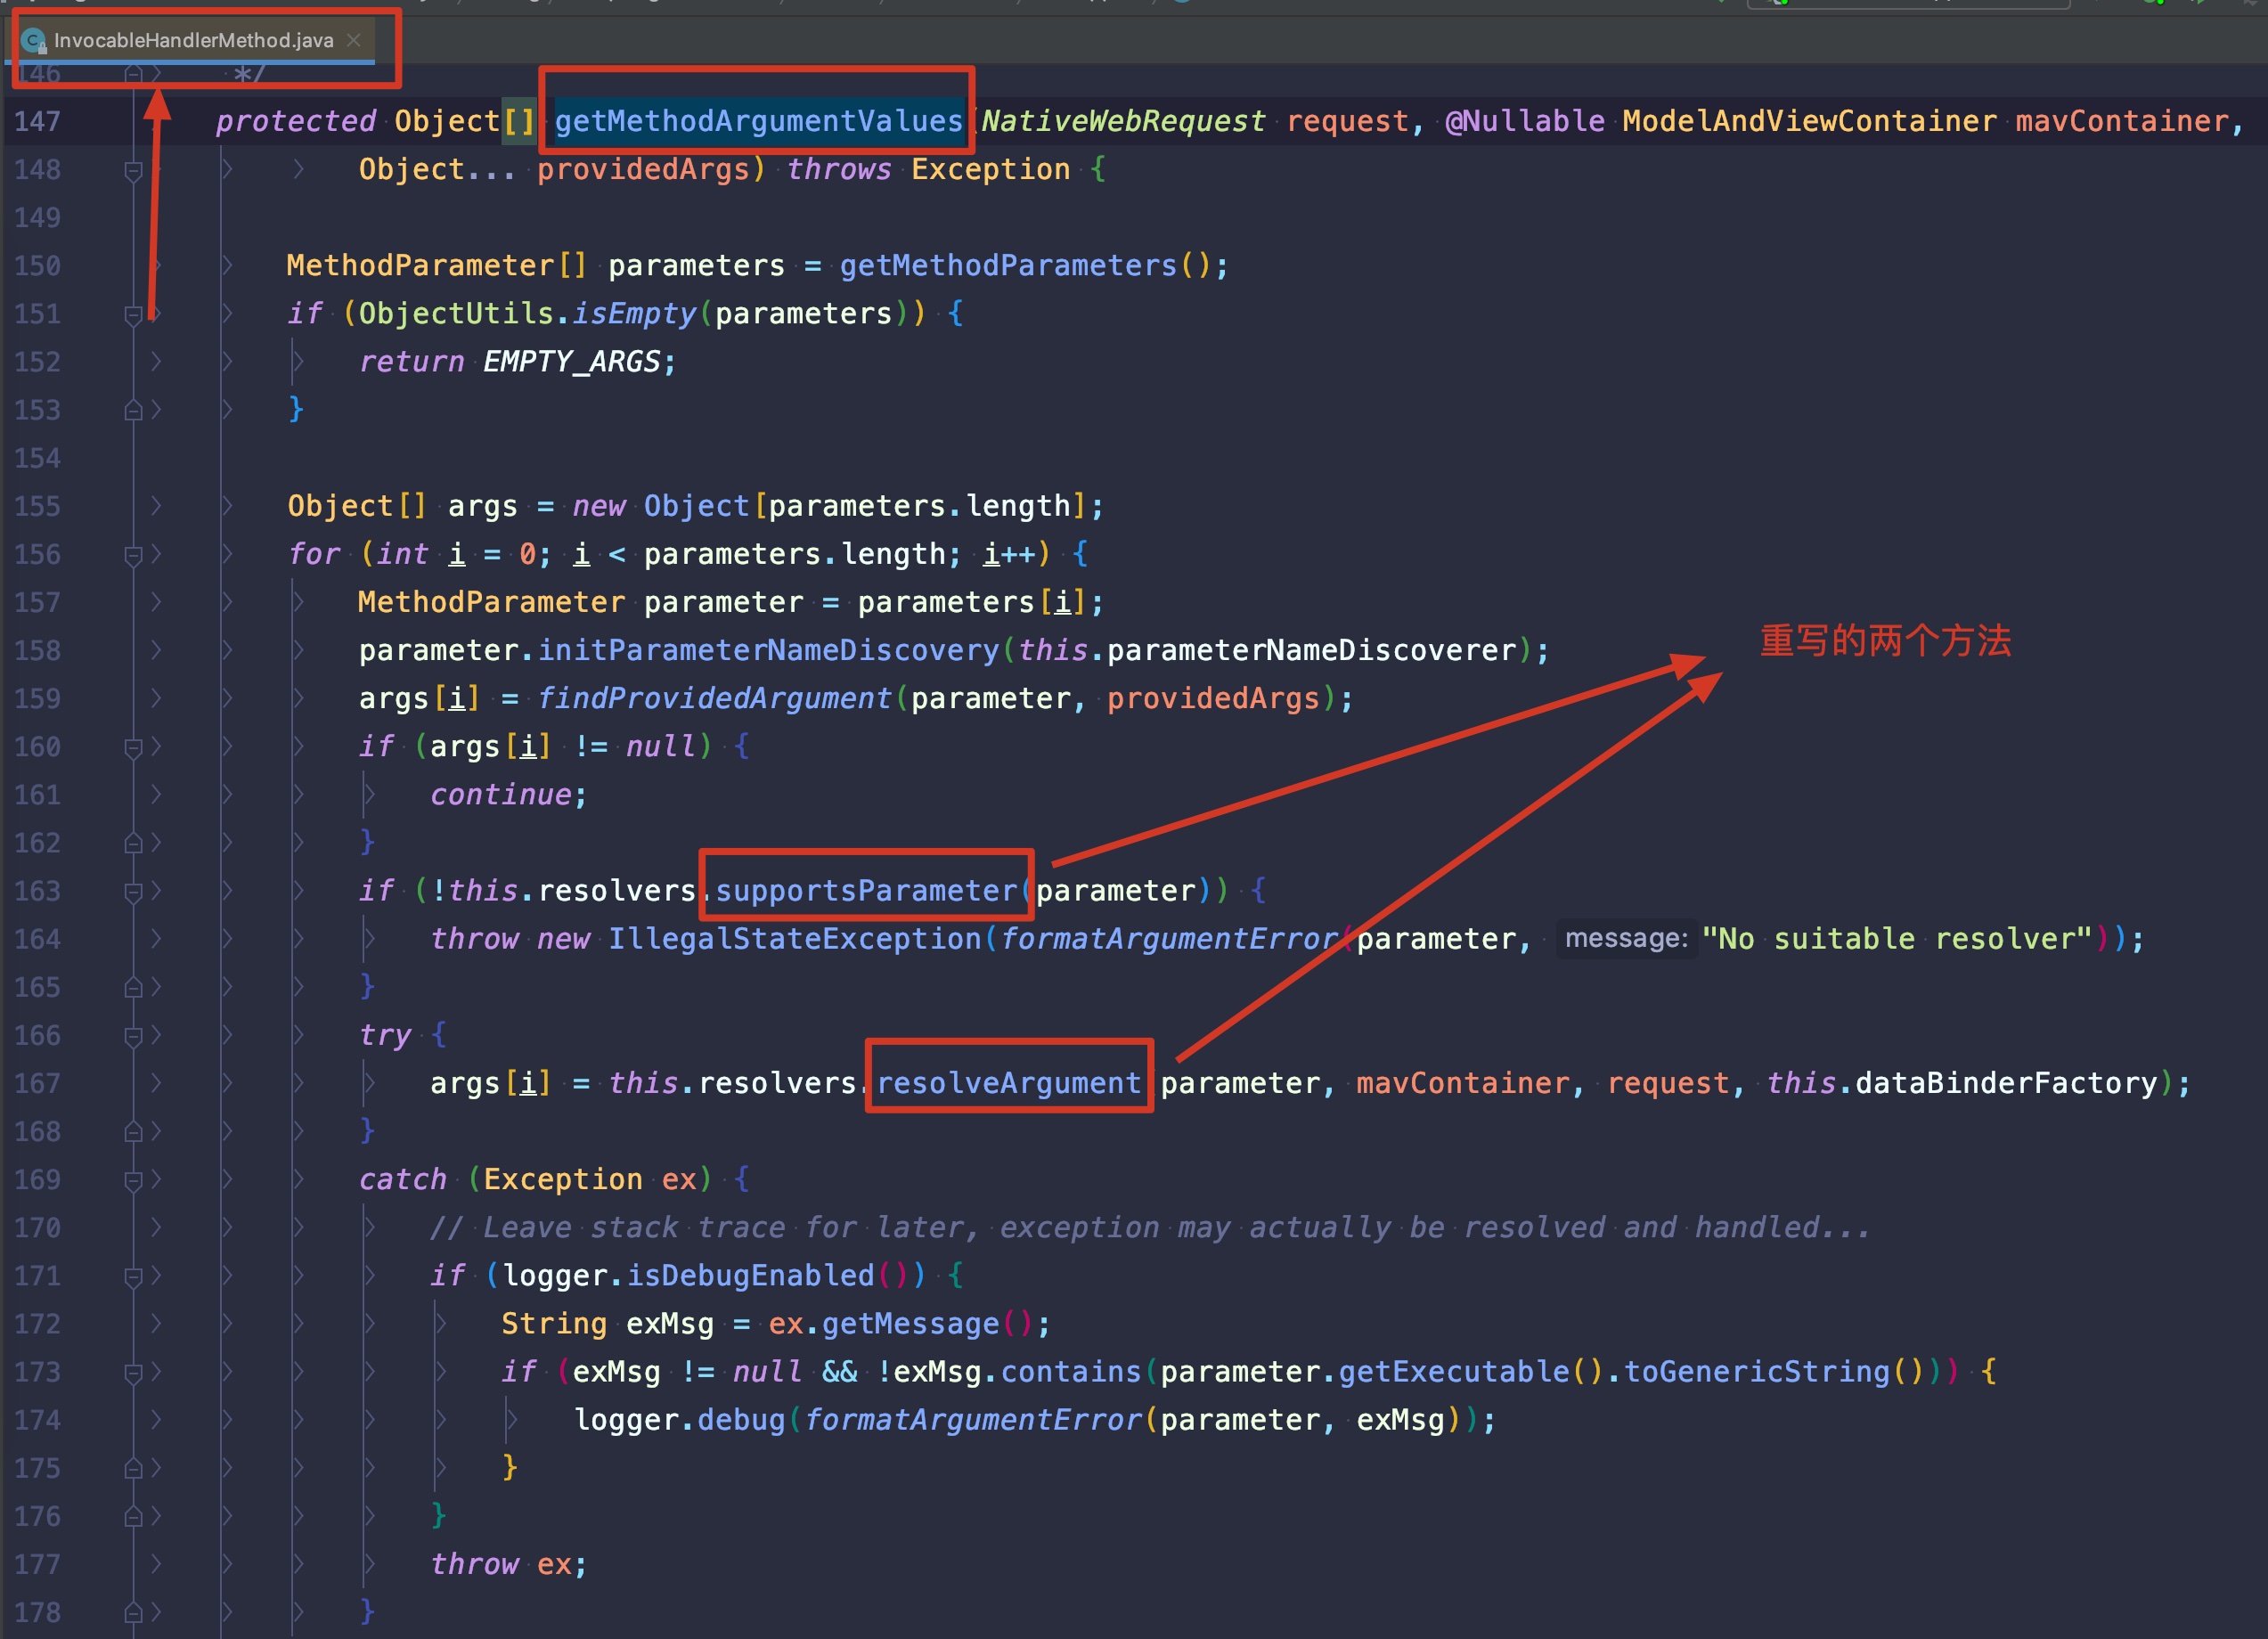 InvocableHandlerMethod.java
146 */
147 protected Object[] getMethodArgumentValues(NativeWebRequest request, @Nullable ModelAndViewContainer mavContainer,
148 Object... providedArgs) throws Exception {
149
150 MethodParameter[] parameters = getMethodParameters();
151 if (ObjectUtils.isEmpty(parameters)) {
152 return EMPTY_ARGS;
153 }
154
155 Object[] args = new Object[parameters.length];
156 for (int i = 0; i < parameters.length; i++) {
157 MethodParameter parameter = parameters[i];
158 parameter.initParameterNameDiscovery(this.parameterNameDiscoverer);
重写的两个方法
159 args[i] = findProvidedArgument(parameter, providedArgs);
160 if (args[i] != null) {
161 continue;
162 }
163 if (!this.resolvers.supportsParameter(parameter)) {
164 throw new IllegalStateException(formatArgumentError(parameter, message: "No suitable resolver"));
165 }
166 try {
167 args[i] = this.resolvers.resolveArgument(parameter, mavContainer, request, this.dataBinderFactory);
168 }
169 catch (Exception ex) {
170 // Leave stack trace for later, exception may actually be resolved and handled...
171 if (logger.isDebugEnabled()) {
172 String exMsg = ex.getMessage();
173 if (exMsg != null && !exMsg.contains(parameter.getExecutable().toGenericString())) {
174 logger.debug(formatArgumentError(parameter, exMsg));
175 }
176 }
177 throw ex;
178 }